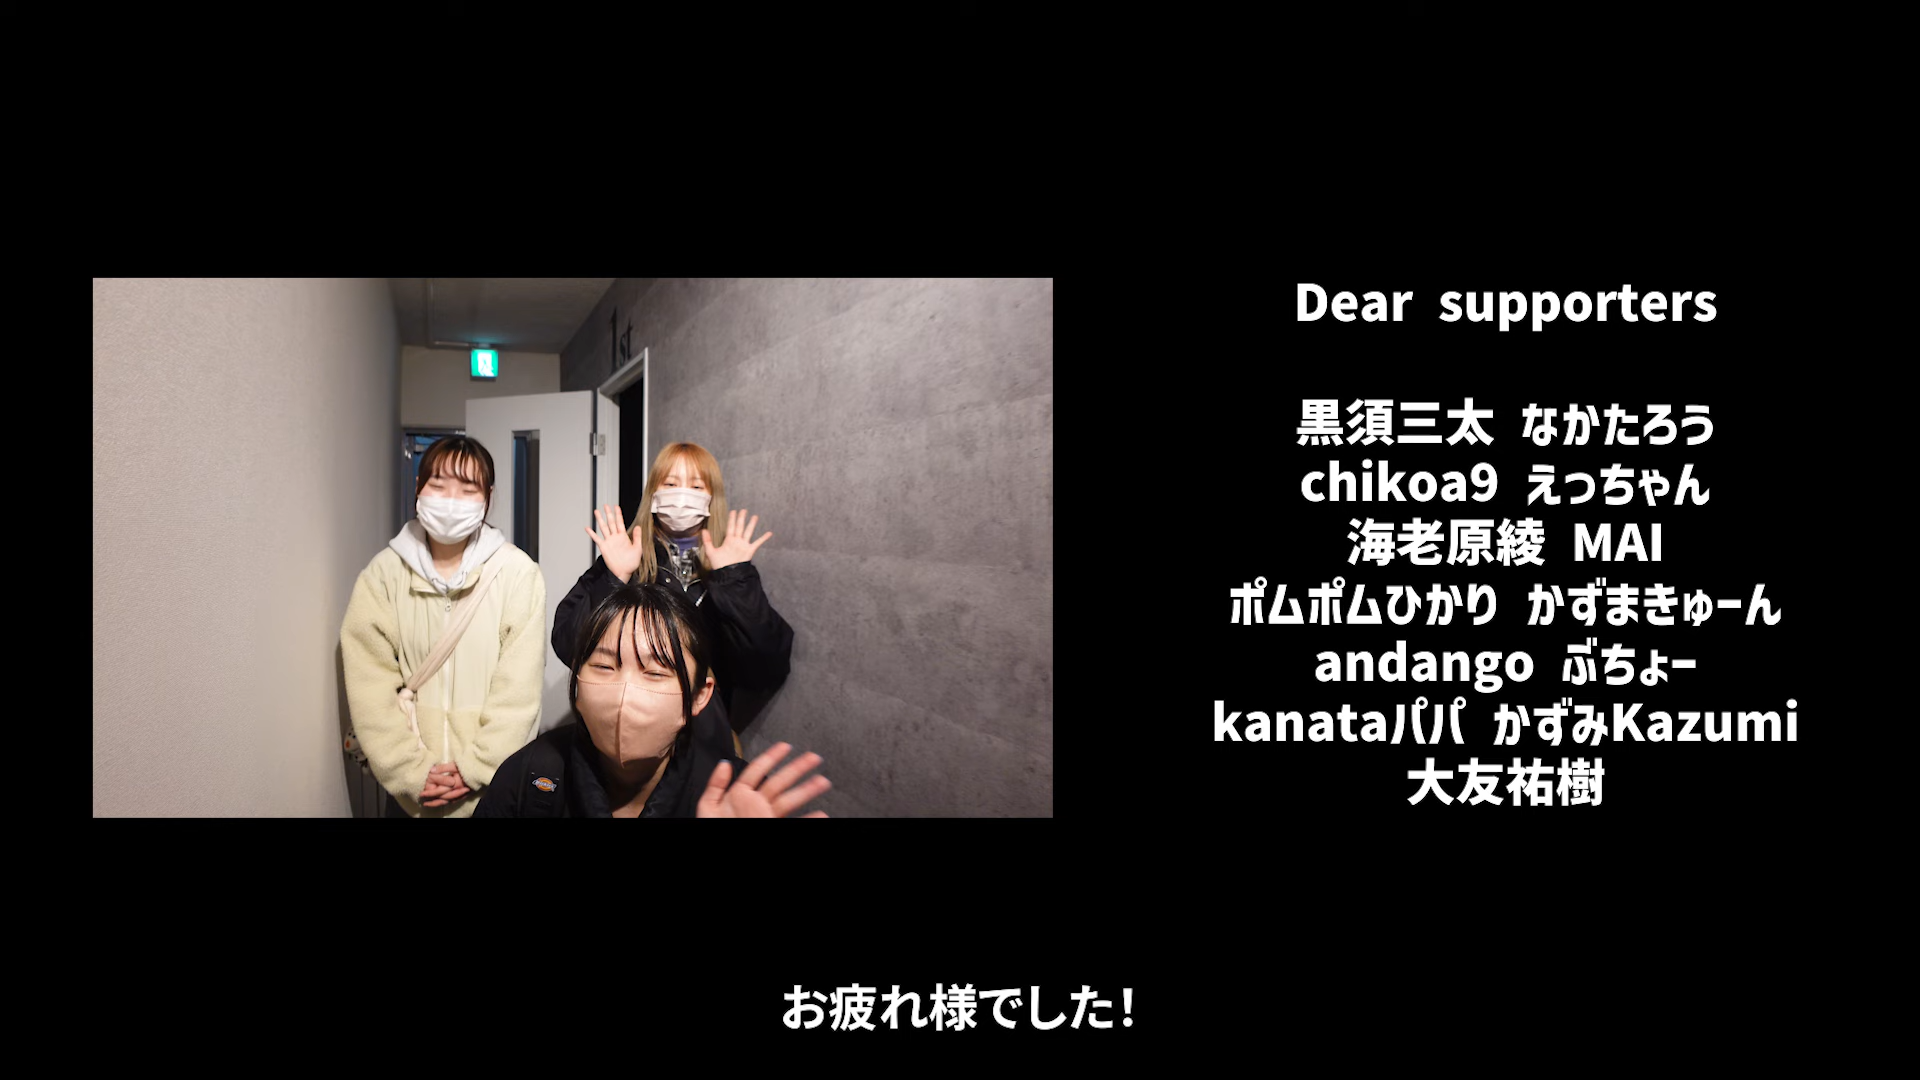 1st
Dear supporters
黒須三太 なかたろう
chikoa9 えっちゃん
海老原綾 MAI
ポムポムひかり かずまきゅーん
andango ぶちょー
kanataパパ かずみKazumi
大友祐樹
お疲れ様でした！